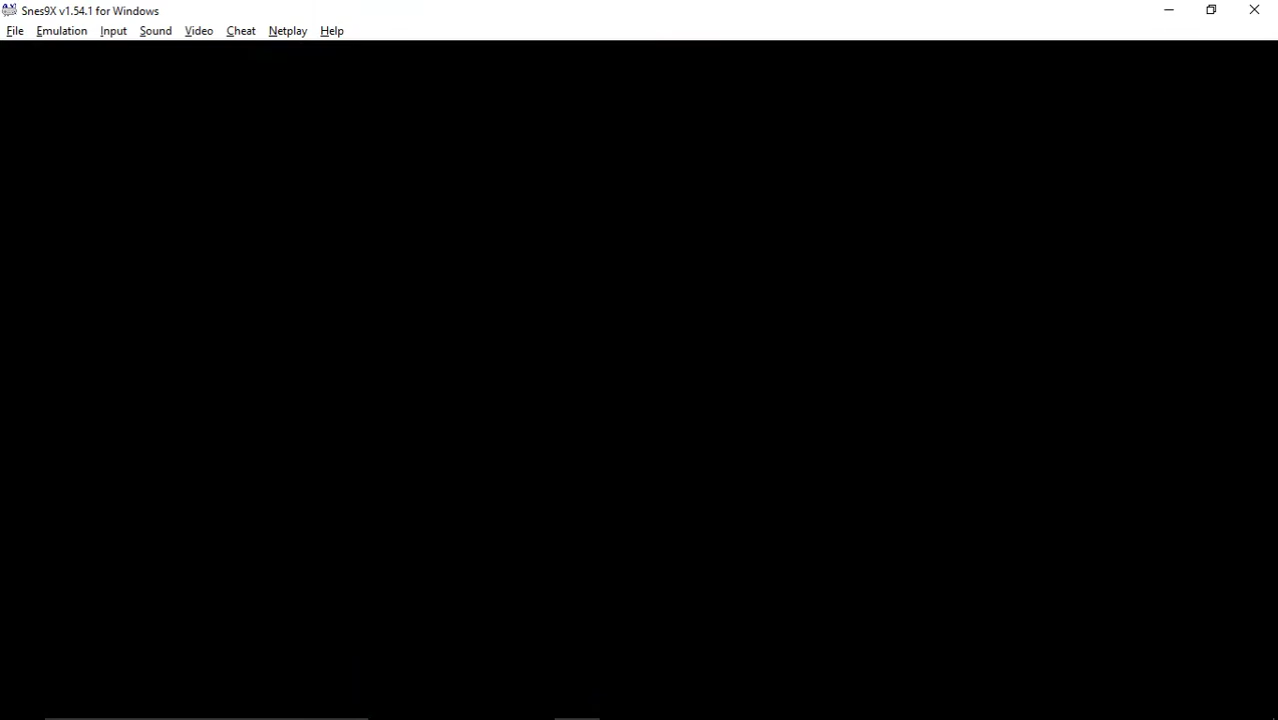 Snes9X v1.54.1 for Windows
File Emulation Input Sound Video Cheat Netplay Help